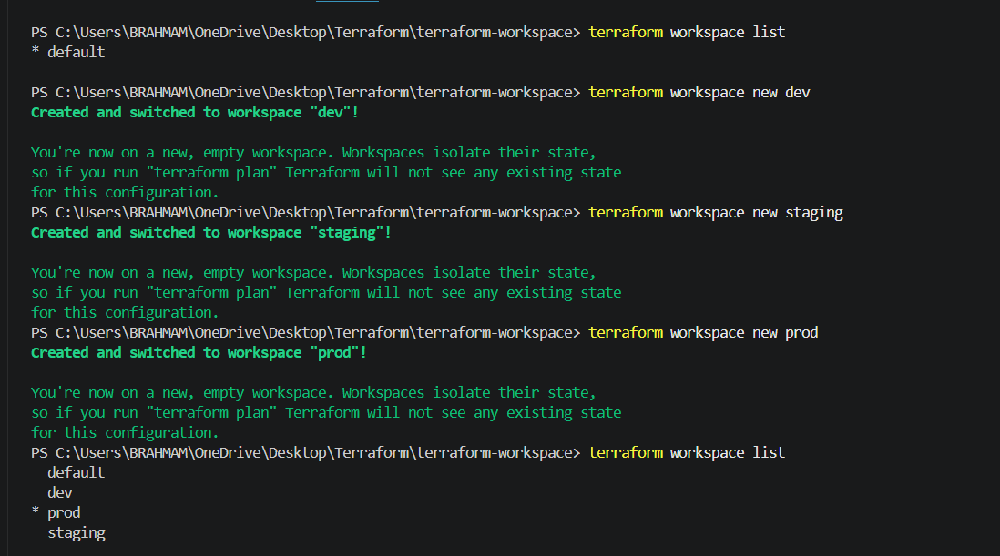 PS C:\Users\BRAHMAM\OneDrive\Desktop\Terraform\terraform-workspace> terraform workspace list
* default
PS C:\Users\BRAHMAM\OneDrive\Desktop\Terraform\terraform-workspace> terraform workspace new dev
Created and switched to workspace "dev"!
You're now on a new, empty workspace. Workspaces isolate their state,
so if you run "terraform plan" Terraform will not see any existing state
for this configuration.
PS C:\Users\BRAHMAM\OneDrive\Desktop\Terraform\terraform-workspace> terraform workspace new staging
Created and switched to workspace "staging"!
You're now on a new, empty workspace. Workspaces isolate their state,
so if you run "terraform plan" Terraform will not see any existing state
for this configuration.
PS C:\Users\BRAHMAM\OneDrive\Desktop\Terraform\terraform-workspace> terraform workspace new prod
Created and switched to workspace "prod"!
You're now on a new, empty workspace. Workspaces isolate their state,
so if you run "terraform plan" Terraform will not see any existing state
for this configuration.
PS C:\Users\BRAHMAM\OneDrive\Desktop\Terraform\terraform-workspace> terraform workspace list
  default
  dev
* prod
  staging